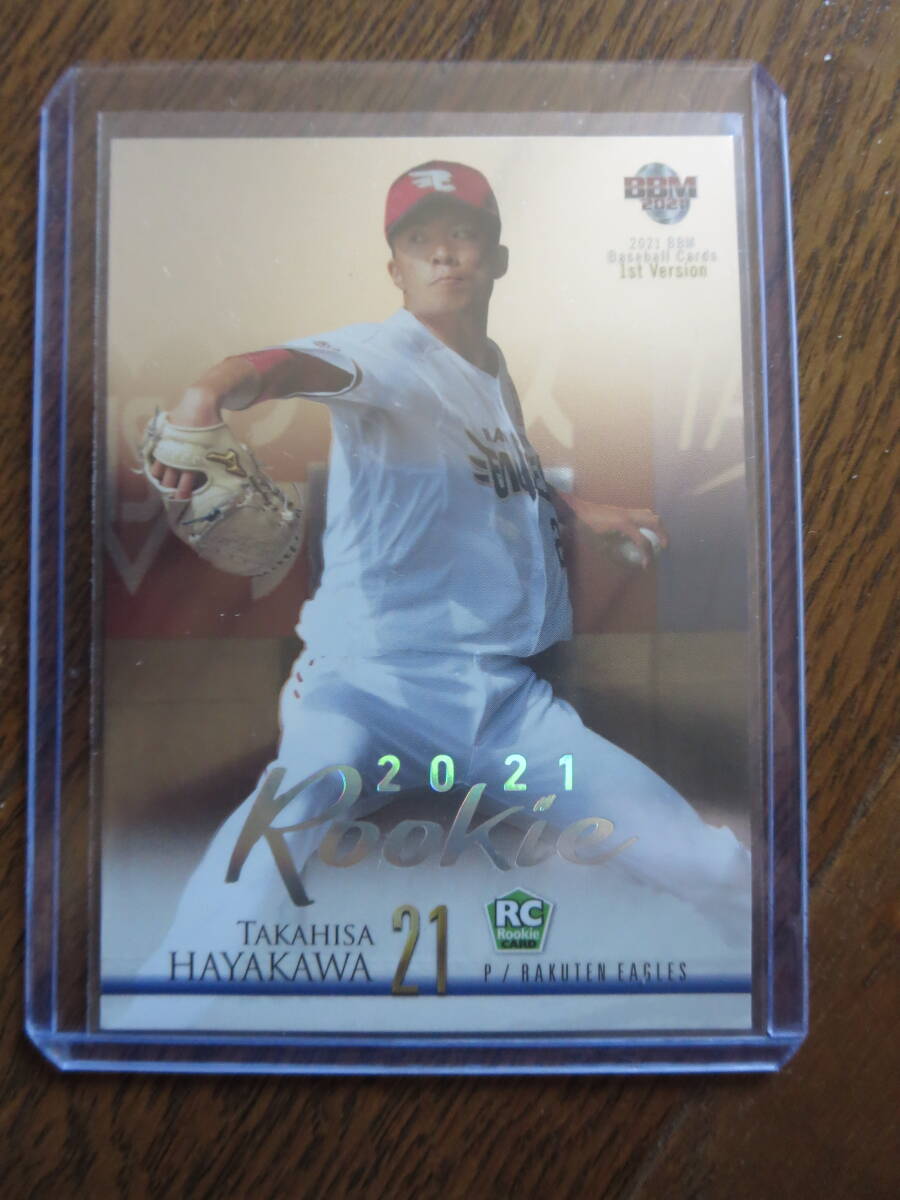 BBM
2021
2021 BBM
Baseball Cards
1st Version
2021
Rookie
TAKAHISA
HAYAKAWA
21
RC
Rookie
CARD
P / RAKUTEN EAGLES